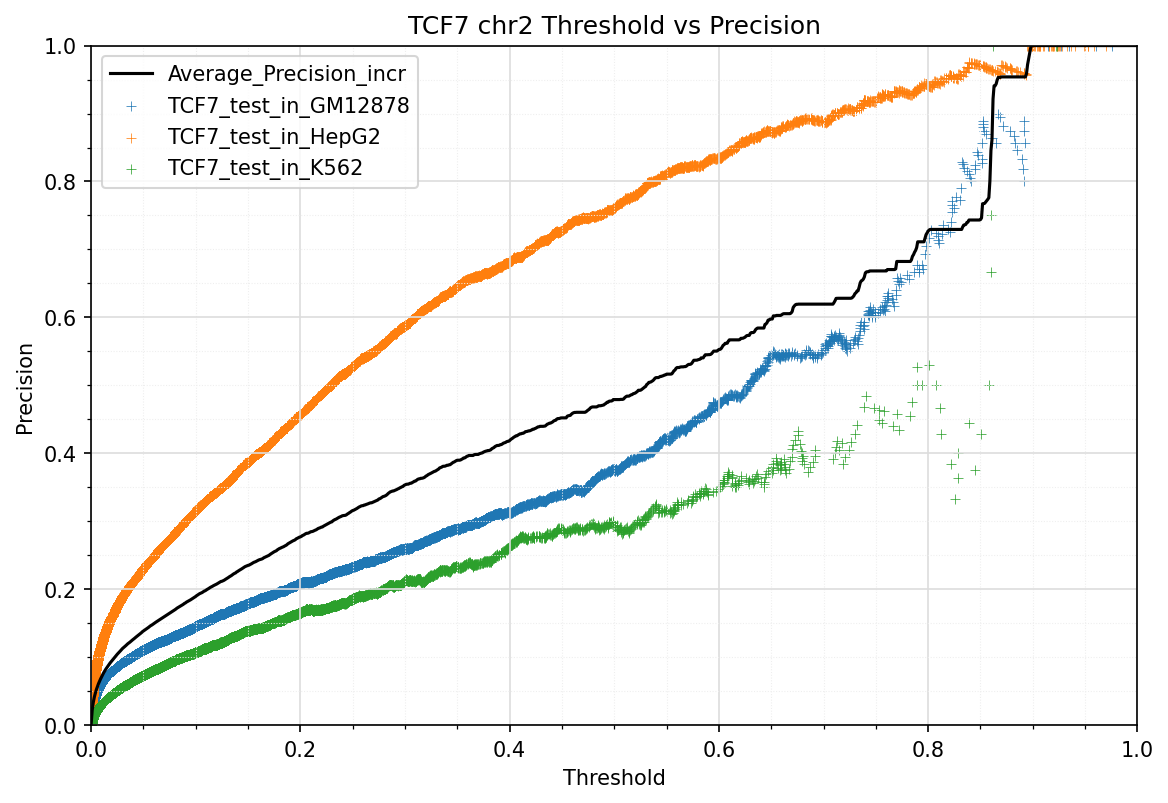 TCF7 chr2 Threshold vs Precision
Average_Precision_incr
TCF7_test_in_GM12878
TCF7_test_in_HepG2
TCF7_test_in_K562
Precision
1.0
0.8
0.6
0.4
0.2
0.0
0.0 0.2 0.4 0.6 0.8 1.0
Threshold